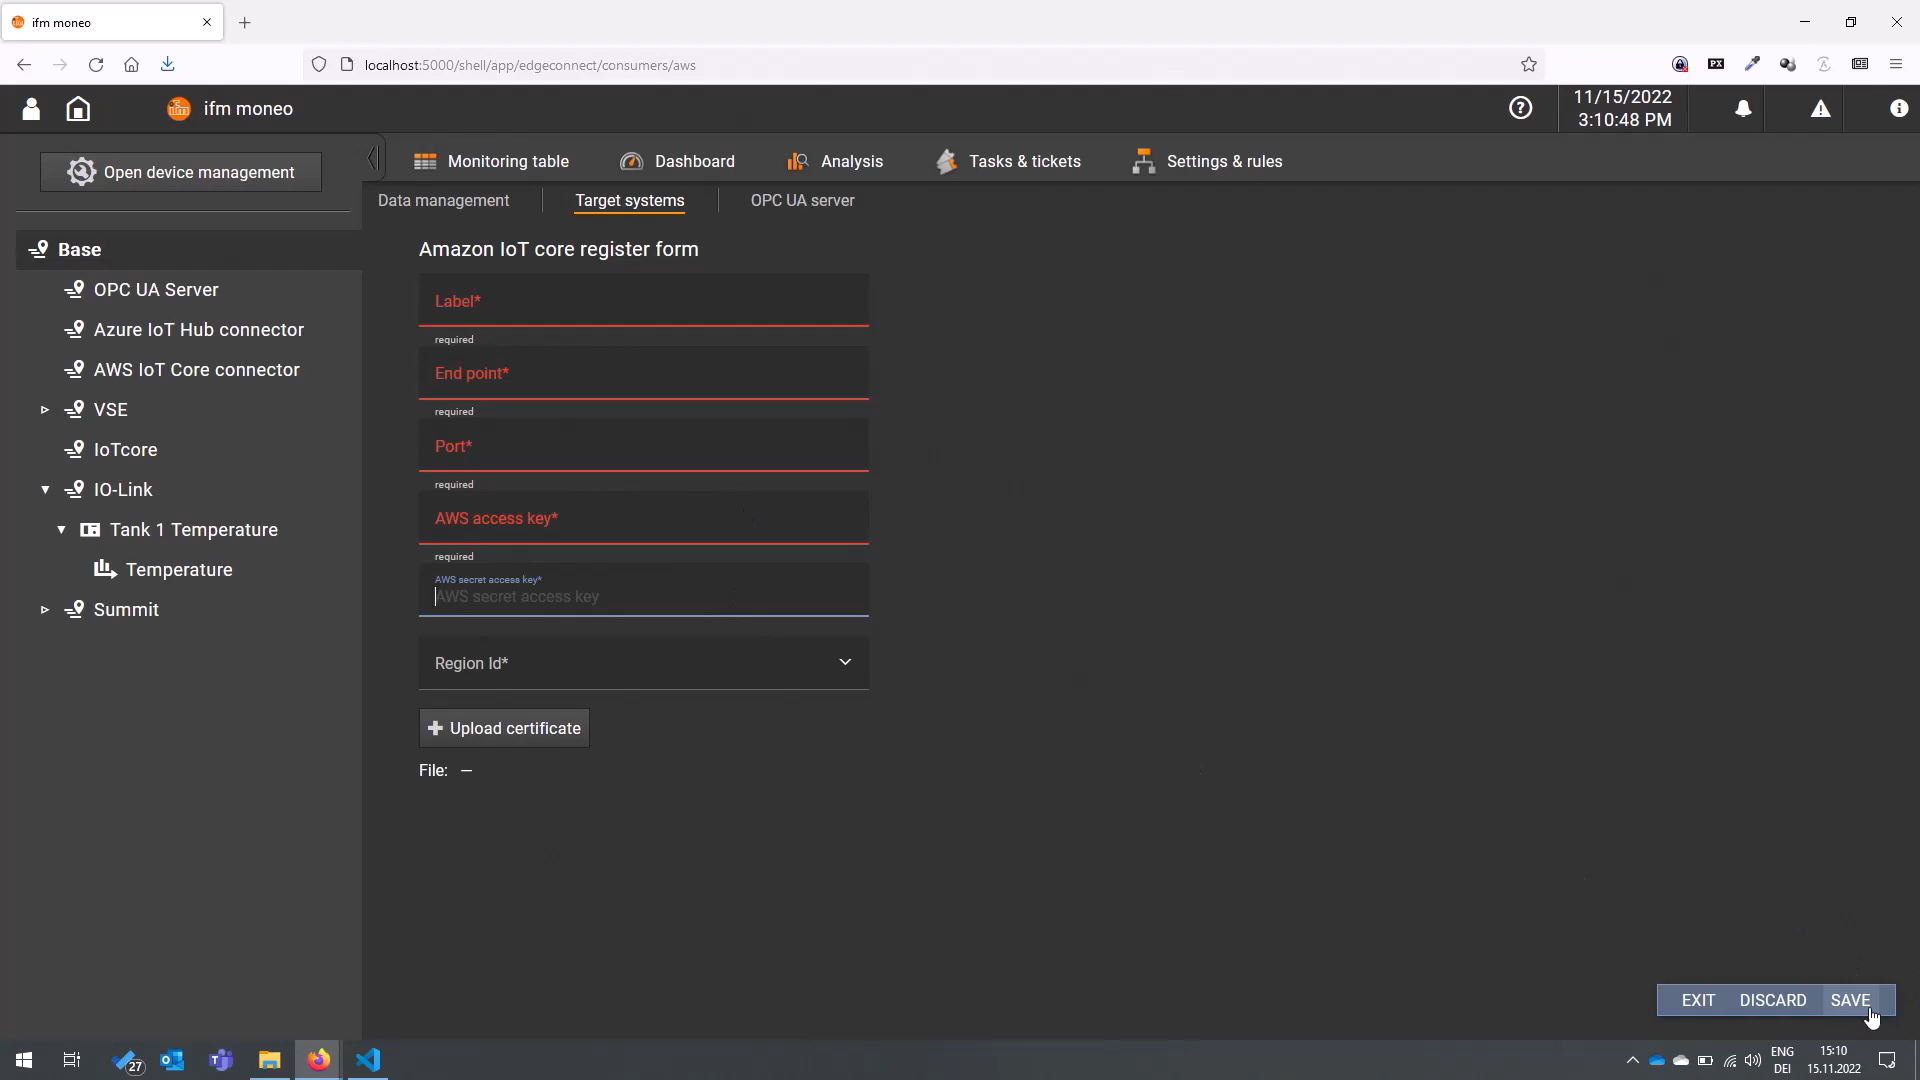 ifm moneo
localhost:5000/shell/app/edgeconnect/consumers/aws
PX
ifm
ifm moneo
11/15/2022
3:10:48 PM
Open device management
Monitoring table
Dashboard
Analysis
Tasks & tickets
Settings & rules
Data management
Target systems
OPC UA server
Base
OPC UA Server
Azure IoT Hub connector
AWS IoT Core connector
VSE
IoTcore
IO-Link
Tank 1 Temperature
Temperature
Summit
Amazon IoT core register form
Label*
required
End point*
required
Port*
required
AWS access key*
required
AWS secret access key*
AWS secret access key
Region Id*
Upload certificate
File: —
EXIT
DISCARD
SAVE
27
ENG
DEI
15:10
15.11.2022